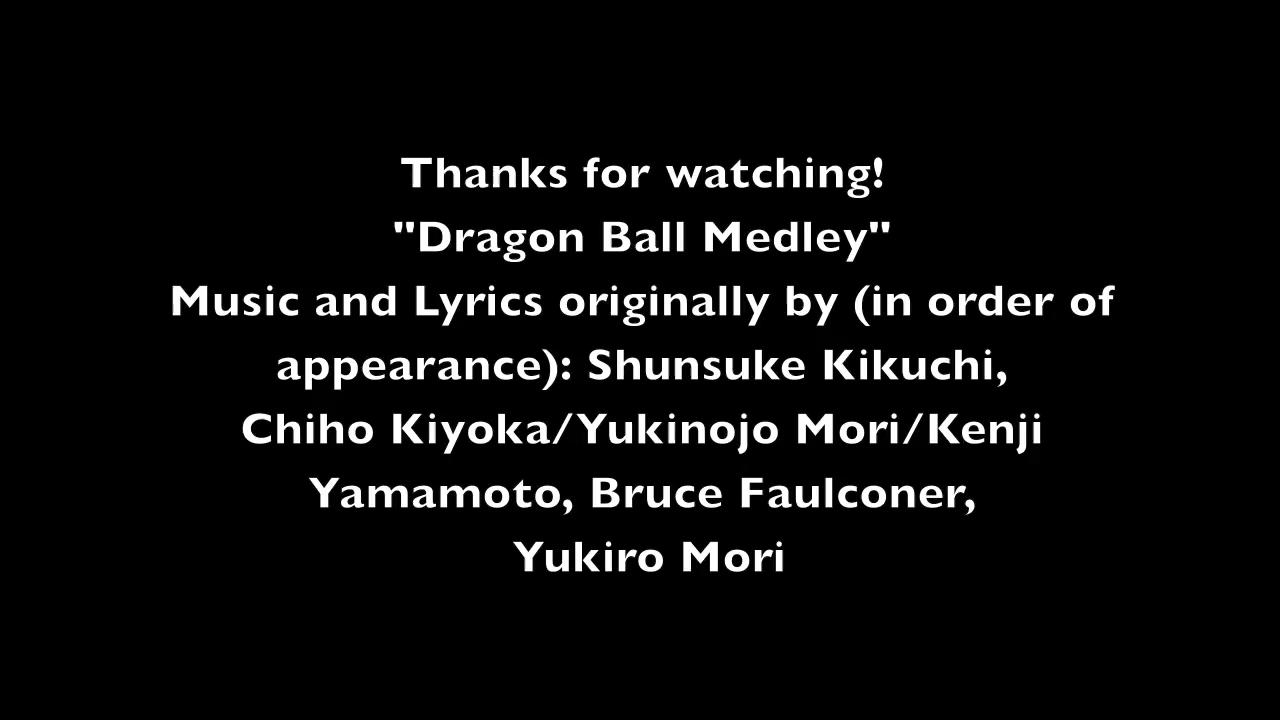 Thanks for watching!
"Dragon Ball Medley"
Music and Lyrics originally by (in order of
appearance): Shunsuke Kikuchi,
Chiho Kiyoka/Yukinojo Mori/Kenji
Yamamoto, Bruce Faulconer,
Yukiro Mori